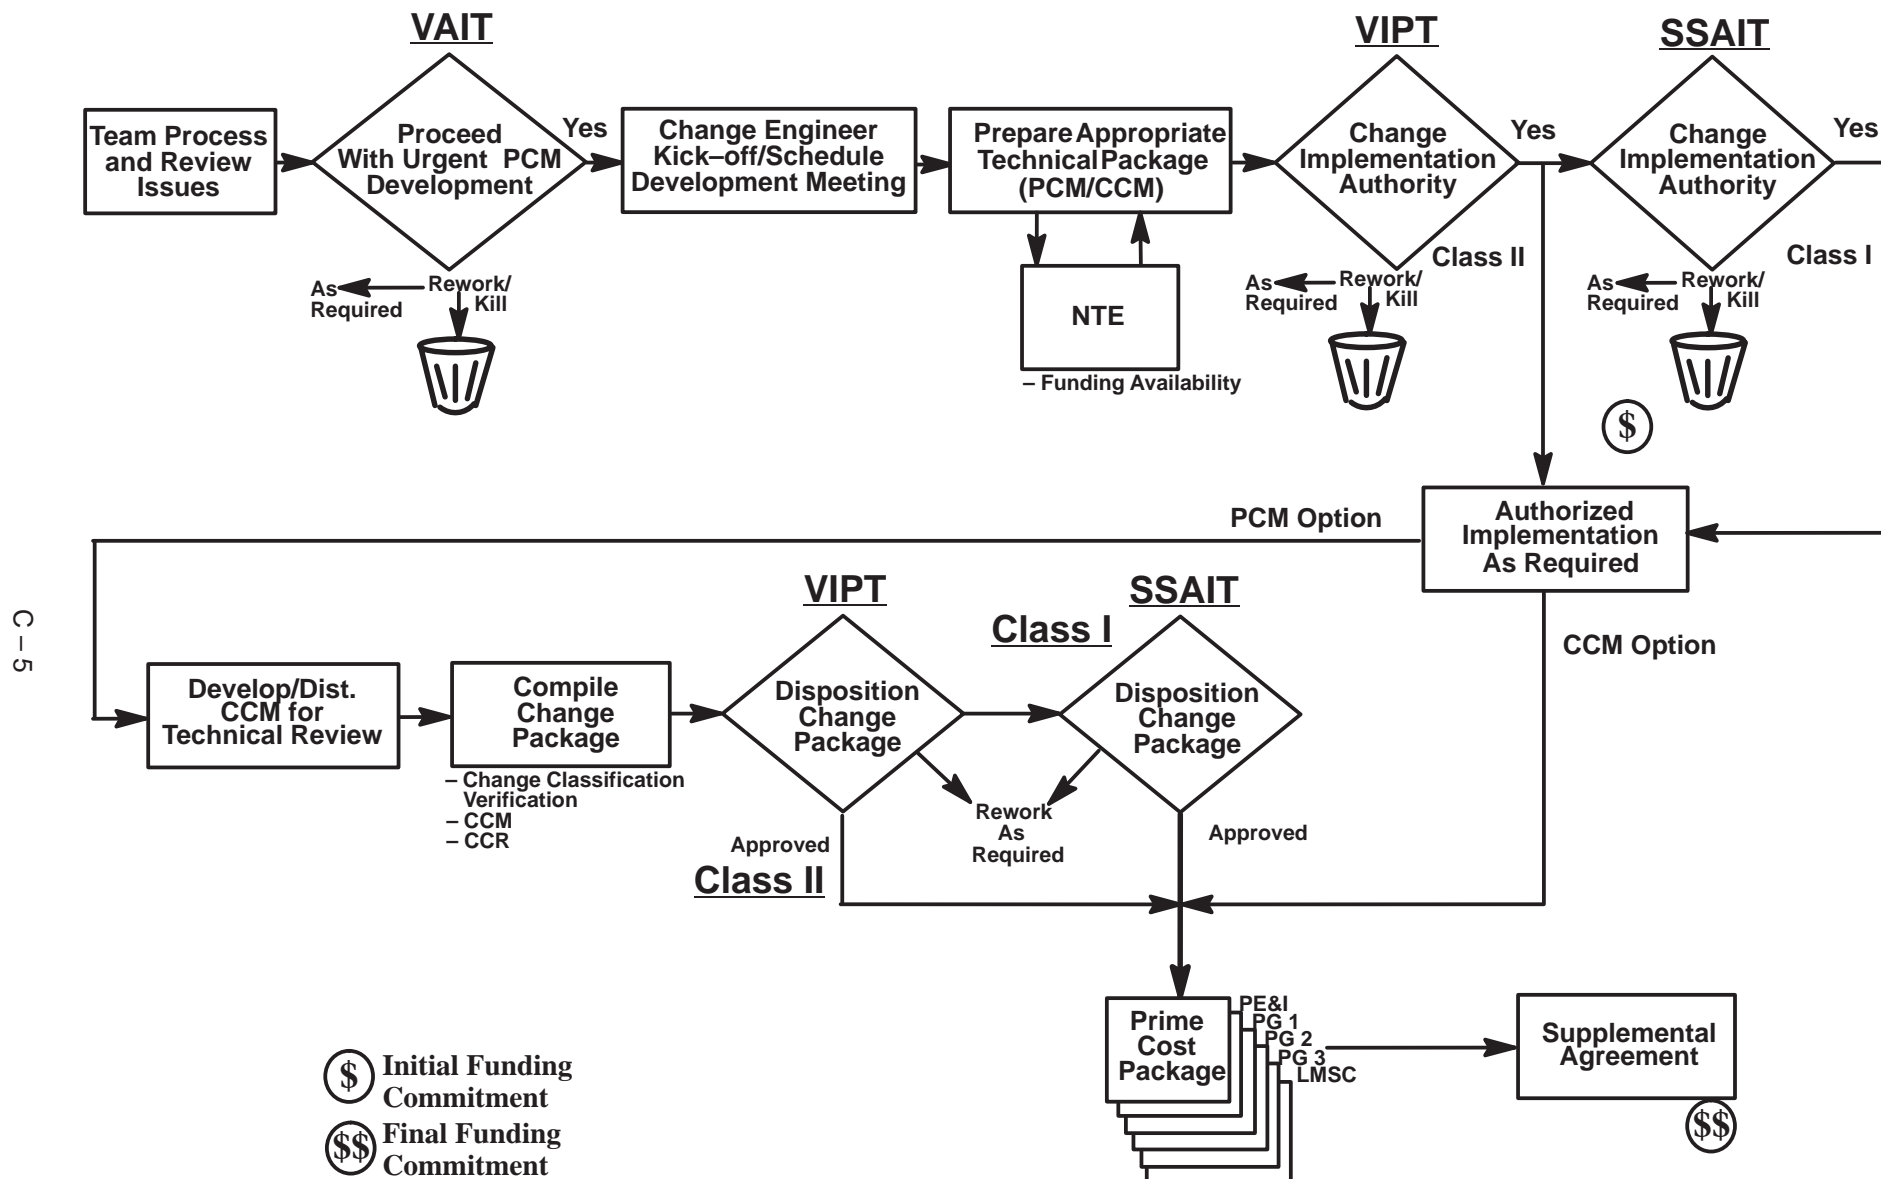 VAIT
VIPT
SSAIT
Team Process
and Review
Issues
Proceed
With Urgent PCM
Development
Yes
Change Engineer
Kick–off/Schedule
Development Meeting
Prepare Appropriate
Technical Package
(PCM/CCM)
Change
Implementation
Authority
Yes
Change
Implementation
Authority
Yes
Class II
Class I
As
Required
Rework/
Kill
NTE
– Funding Availability
As
Required
Rework/
Kill
As
Required
Rework/
Kill
$
Authorized
Implementation
As Required
PCM Option
CCM Option
C – 5
VIPT
SSAIT
Class I
Develop/Dist.
CCM for
Technical Review
Compile
Change
Package
– Change Classification
Verification
– CCM
– CCR
Disposition
Change
Package
Disposition
Change
Package
Rework
As
Required
Approved
Class II
Approved
Prime
Cost
Package
PE&I
PG 1
PG 2
PG 3
LMSC
Supplemental
Agreement
$$
$ Initial Funding
Commitment
$$ Final Funding
Commitment